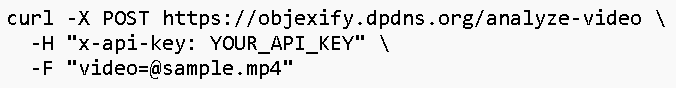 curl -X POST https://objexify.dpdns.org/analyze-video \
  -H "x-api-key: YOUR_API_KEY" \
  -F "video=@sample.mp4"